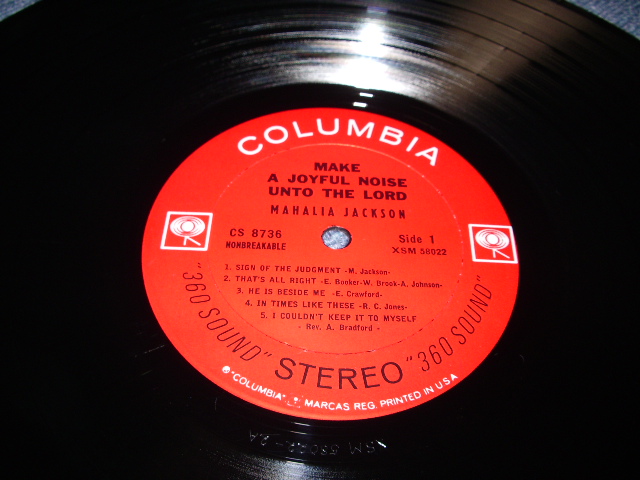 COLUMBIA
MAKE
A JOYFUL NOISE
UNTO THE LORD
MAHALIA JACKSON
CS 8736
NONBREAKABLE
Side 1
XSM 58022
1. SIGN OF THE JUDGMENT -M. Jackson-
2. THAT'S ALL RIGHT -E. Booker-W. Brook-A. Johnson-
3. HE IS BESIDE ME -E. Crawford-
4. IN TIMES LIKE THESE -R. C. Jones-
5. I COULDN'T KEEP IT TO MYSELF
- Rev. A. Bradford -
"360 SOUND" STEREO "360 SOUND"
® "COLUMBIA" MARCAS REG. PRINTED IN U.S.A.